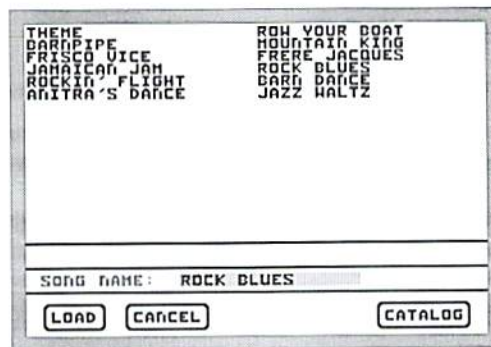 THEME
DARNPIPE
FRISCO VICE
JAMAICAN JAM
ROCKIN' FLIGHT
ANITRA'S DANCE
ROW YOUR BOAT
MOUNTAIN KING
FRERE JACQUES
ROCK BLUES
BARN DANCE
JAZZ WALTZ
SONG NAME: ROCK BLUES
LOAD CANCEL CATALOG